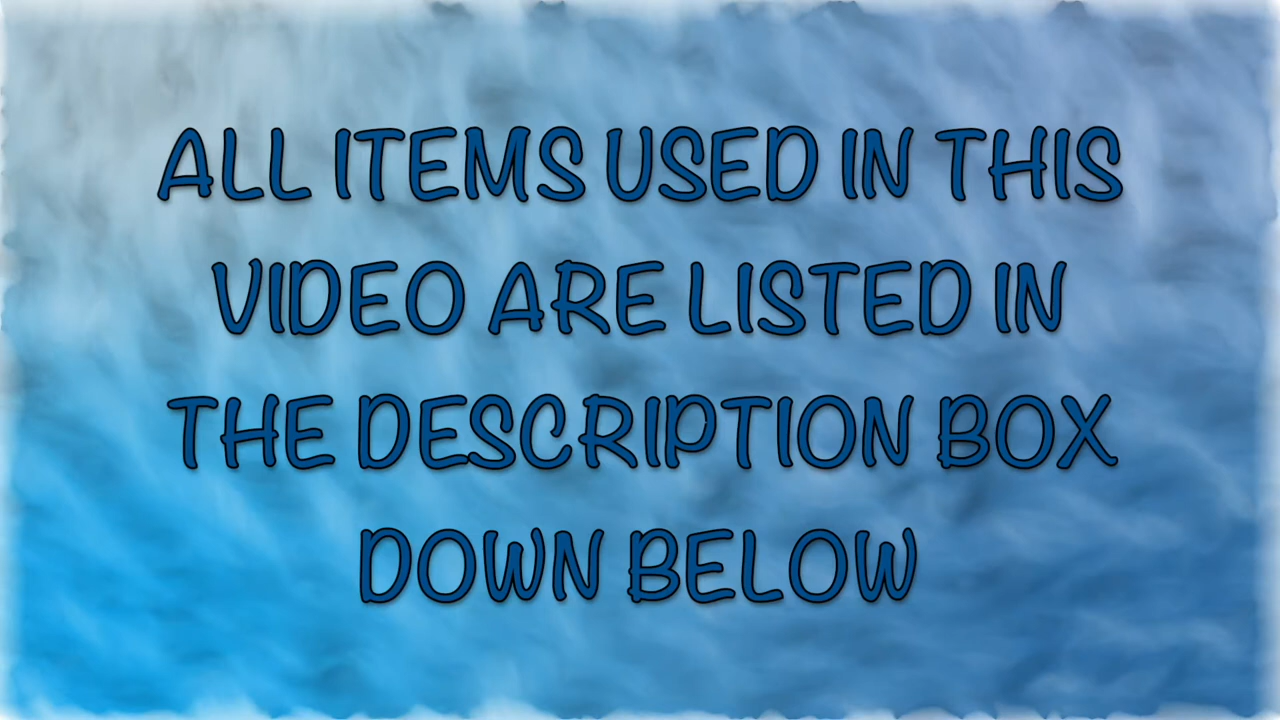 ALL ITEMS USED IN THIS
VIDEO ARE LISTED IN
THE DESCRIPTION BOX
DOWN BELOW